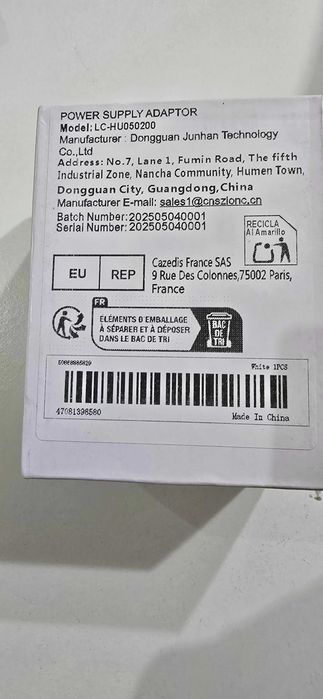 POWER SUPPLY ADAPTOR
Model: LC-HU050200
Manufacturer : Dongguan Junhan Technology
Co.,Ltd
Address: No.7, Lane 1, Fumin Road, The fifth
Industrial Zone, Nancha Community, Humen Town,
Dongguan City, Guangdong,China
Manufacturer E-mail: sales1@cnszionc.cn
Batch Number:202505040001
Serial Number: 202505040001
RECICLA
Al Amarillo
EU REP
Cazedis France SAS
9 Rue Des Colonnes,75002 Paris,
France
FR
ÉLÉMENTS D'EMBALLAGE
À SÉPARER ET À DÉPOSER
DANS LE BAC DE TRI
BAC
DE
TRI
White 1PCS
47081398580
Made In China